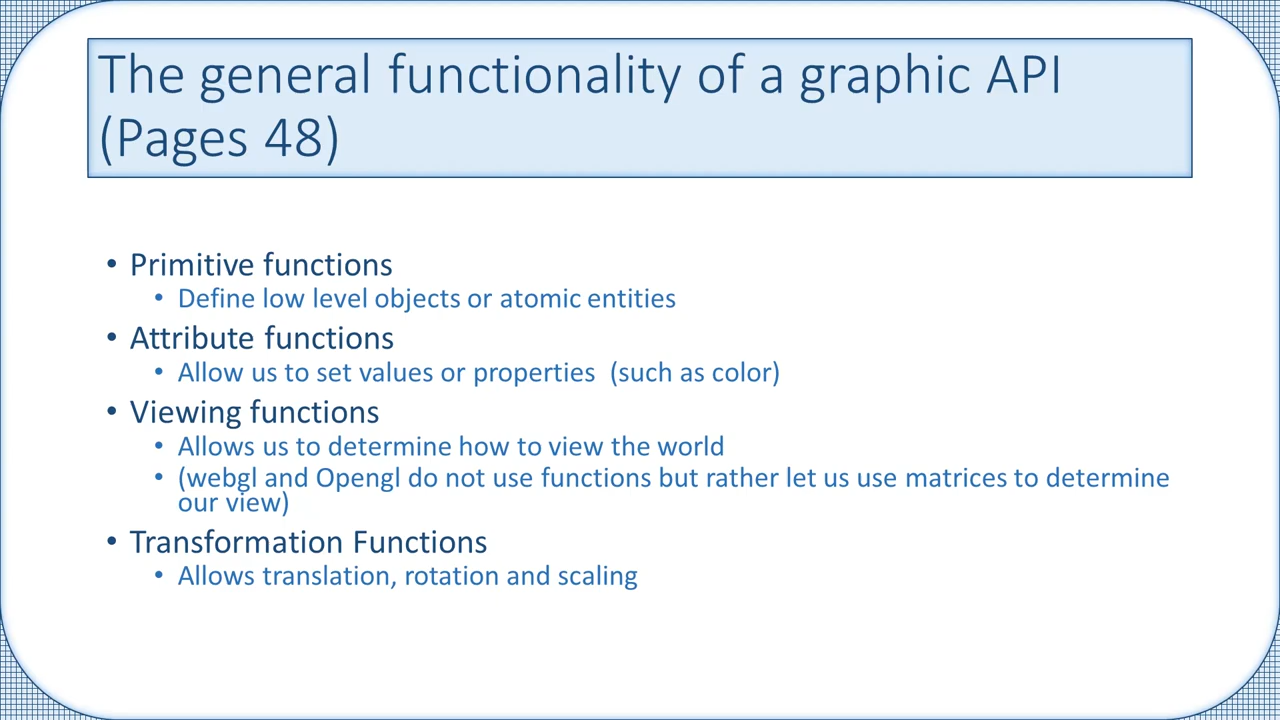 The general functionality of a graphic API
(Pages 48)
• Primitive functions
• Define low level objects or atomic entities
• Attribute functions
• Allow us to set values or properties  (such as color)
• Viewing functions
• Allows us to determine how to view the world
• (webgl and Opengl do not use functions but rather let us use matrices to determine
our view)
• Transformation Functions
• Allows translation, rotation and scaling